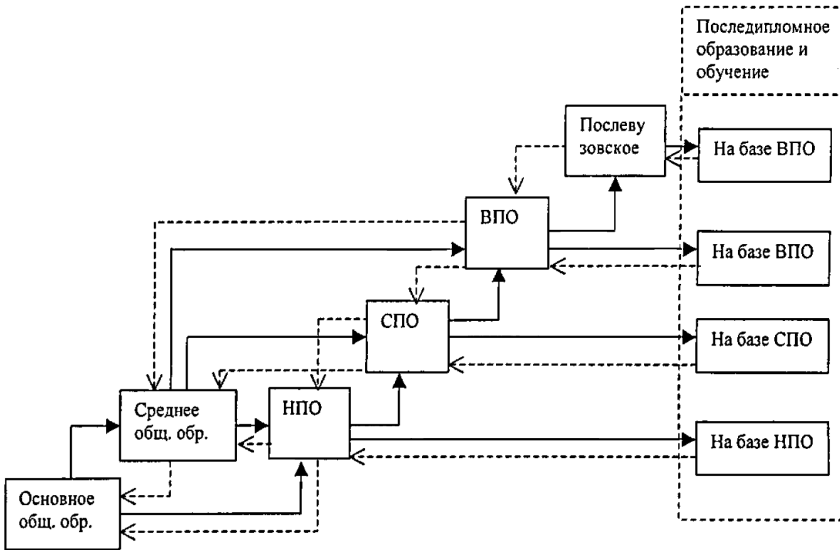 Последипломное
образование и
обучение
Послеву
зовское
На базе ВПО
ВПО
На базе ВПО
СПО
На базе СПО
Среднее
общ. обр.
НПО
На базе НПО
Основное
общ. обр.